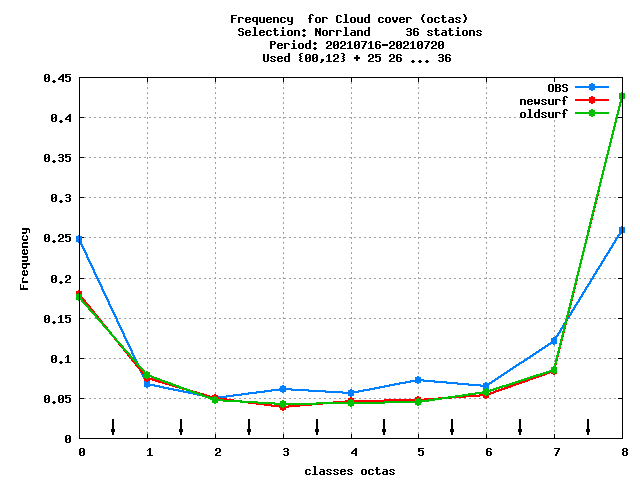 Frequency  for Cloud cover (octas)
Selection: Norrland     36 stations
Period: 20210716-20210720
Used {00,12} + 25 26 ... 36
OBS
newsurf
oldsurf
0.45
0.4
0.35
0.3
0.25
0.2
0.15
0.1
0.05
0
Frequency
0 1 2 3 4 5 6 7 8
classes octas